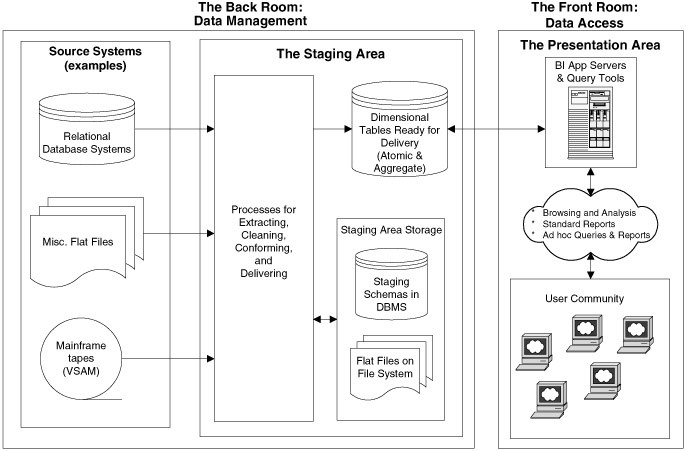 The Back Room:
Data Management
The Front Room:
Data Access
Source Systems
(examples)
Relational
Database Systems
Misc. Flat Files
Mainframe
tapes
(VSAM)
The Staging Area
Processes for
Extracting,
Cleaning,
Conforming,
and
Delivering
Dimensional
Tables Ready for
Delivery
(Atomic &
Aggregate)
Staging Area Storage
Staging
Schemas in
DBMS
Flat Files on
File System
The Presentation Area
BI App Servers
& Query Tools
* Browsing and Analysis
* Standard Reports
* Ad hoc Queries & Reports
User Community